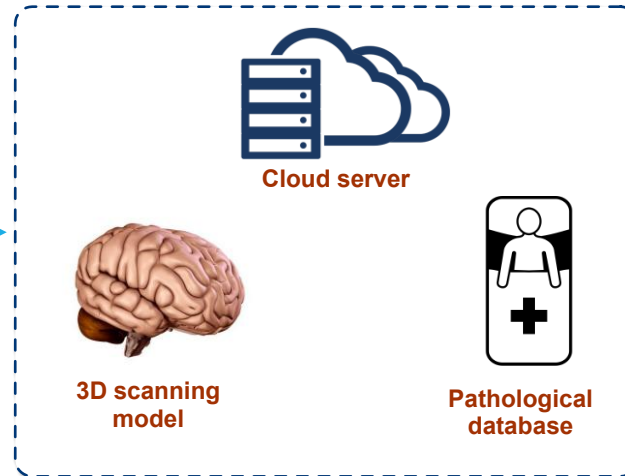 Cloud server
3D scanning
model
Pathological
database